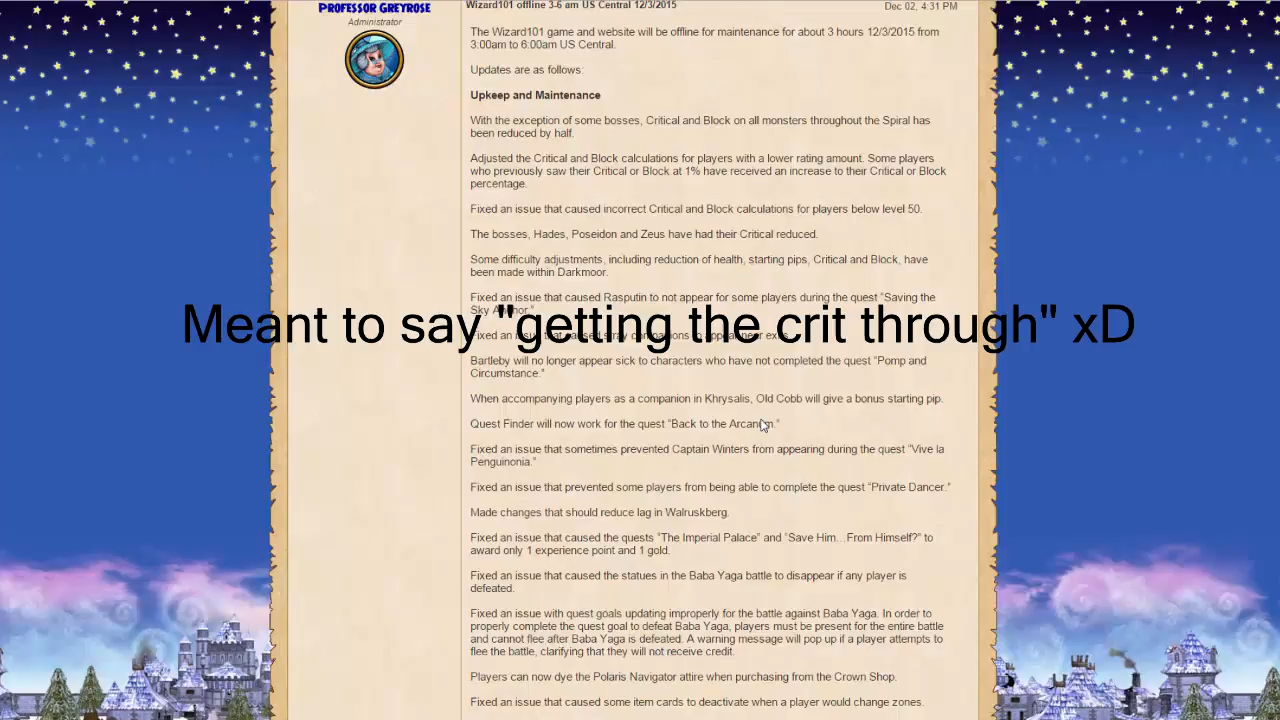 PROFESSOR GREYROSE
Administrator
Wizard101 offline 3-6 am US Central 12/3/2015
Dec 02, 4:31 PM
The Wizard101 game and website will be offline for maintenance for about 3 hours 12/3/2015 from
3:00am to 6:00am US Central.
Updates are as follows:
Upkeep and Maintenance
With the exception of some bosses, Critical and Block on all monsters throughout the Spiral has
been reduced by half.
Adjusted the Critical and Block calculations for players with a lower rating amount. Some players
who previously saw their Critical or Block at 1% have received an increase to their Critical or Block
percentage.
Fixed an issue that caused incorrect Critical and Block calculations for players below level 50.
The bosses, Hades, Poseidon and Zeus have had their Critical reduced.
Some difficulty adjustments, including reduction of health, starting pips, Critical and Block, have
been made within Darkmoor.
Fixed an issue that caused Rasputin to not appear for some players during the quest "Saving the
Sky Anchor."
Meant to say "getting the crit through" xD
Fixed an issue that caused stray companions to appear near exits.
Bartleby will no longer appear sick to characters who have not completed the quest "Pomp and
Circumstance."
When accompanying players as a companion in Khrysalis, Old Cobb will give a bonus starting pip.
Quest Finder will now work for the quest "Back to the Arcanum."
Fixed an issue that sometimes prevented Captain Winters from appearing during the quest "Vive la
Penguinonia."
Fixed an issue that prevented some players from being able to complete the quest "Private Dancer."
Made changes that should reduce lag in Walruskberg.
Fixed an issue that caused the quests "The Imperial Palace" and "Save Him…From Himself?" to
award only 1 experience point and 1 gold.
Fixed an issue that caused the statues in the Baba Yaga battle to disappear if any player is
defeated.
Fixed an issue with quest goals updating improperly for the battle against Baba Yaga. In order to
properly complete the quest goal to defeat Baba Yaga, players must be present for the entire battle
and cannot flee after Baba Yaga is defeated. A warning message will pop up if a player attempts to
flee the battle, clarifying that they will not receive credit.
Players can now dye the Polaris Navigator attire when purchasing from the Crown Shop.
Fixed an issue that caused some item cards to deactivate when a player would change zones.